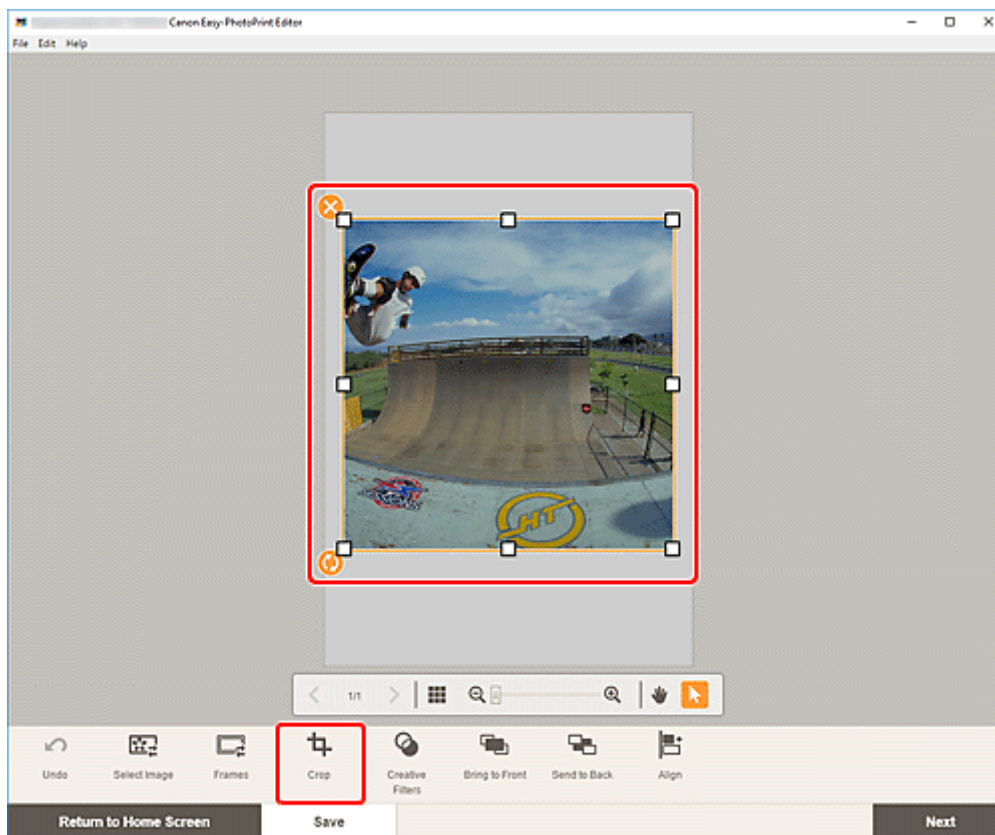 Canon Easy-PhotoPrint Editor
File Edit Help
HT
1/1
Undo
Select Image
Frames
Crop
Creative Filters
Bring to Front
Send to Back
Align
Return to Home Screen
Save
Next